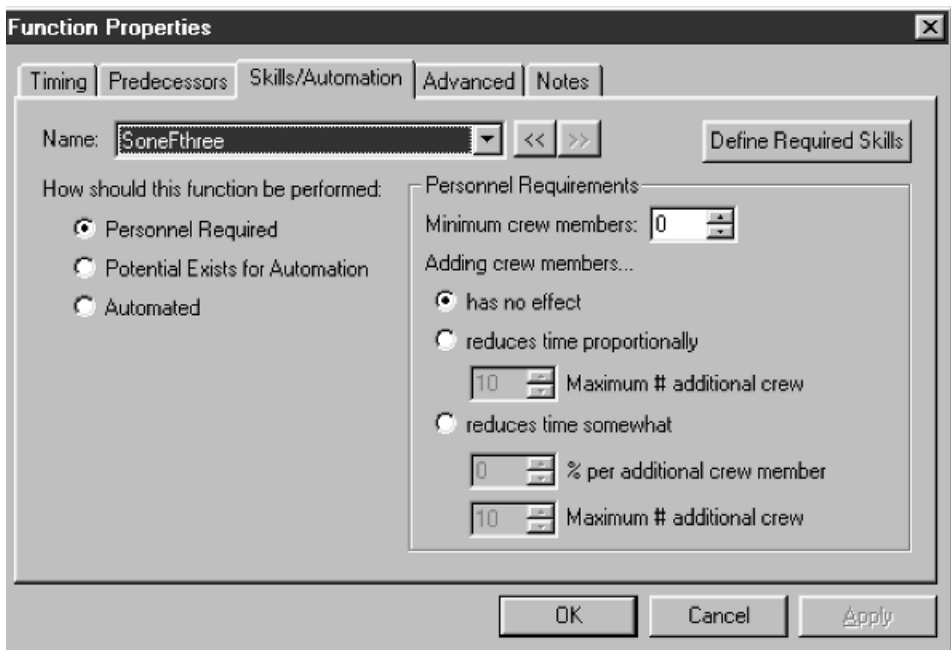 Function Properties
Timing Predecessors Skills/Automation Advanced Notes
Name: SoneFthree << >> Define Required Skills
How should this function be performed:
Personnel Required
Potential Exists for Automation
Automated
Personnel Requirements
Minimum crew members: 0
Adding crew members...
has no effect
reduces time proportionally
10 Maximum # additional crew
reduces time somewhat
0 % per additional crew member
10 Maximum # additional crew
OK Cancel Apply